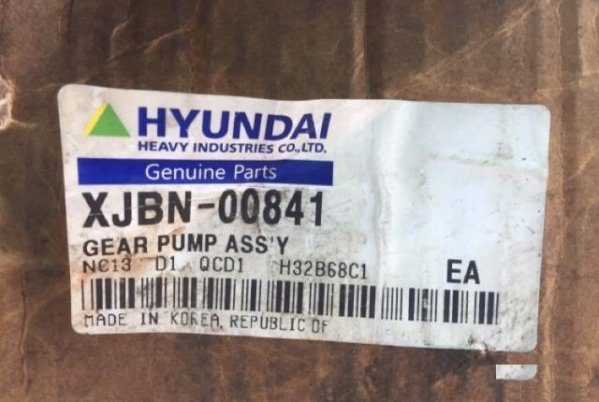 HYUNDAI
HEAVY INDUSTRIES CO.,LTD.
Genuine Parts
XJBN-00841
GEAR PUMP ASS'Y
NC13 D1 QCD1 H32B68C1 EA
MADE IN KOREA, REPUBLIC OF